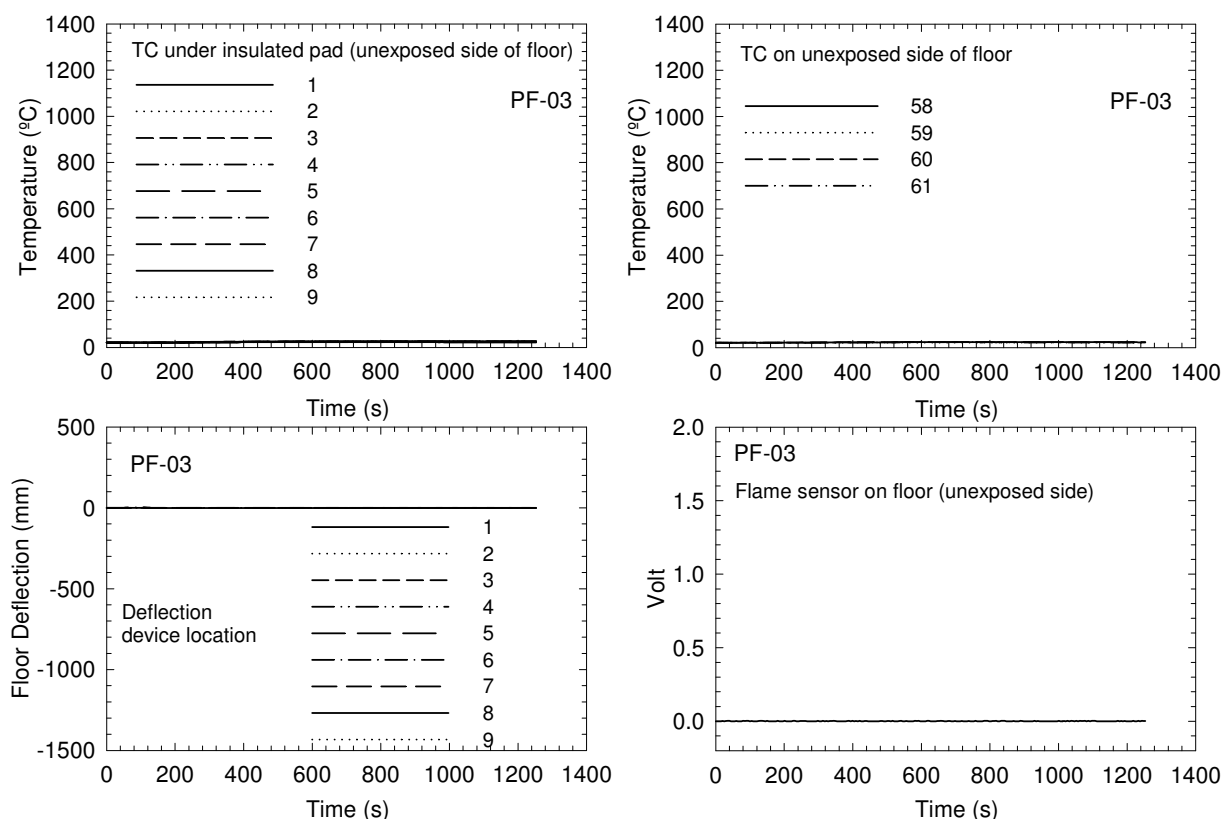 TC under insulated pad (unexposed side of floor)
PF-03
1
2
3
4
5
6
7
8
9
Temperature (ºC)
1400
1200
1000
800
600
400
200
0
0 200 400 600 800 1000 1200 1400
Time (s)
TC on unexposed side of floor
PF-03
58
59
60
61
Temperature (ºC)
1400
1200
1000
800
600
400
200
0
0 200 400 600 800 1000 1200 1400
Time (s)
PF-03
Deflection
device location
1
2
3
4
5
6
7
8
9
Floor Deflection (mm)
500
0
-500
-1000
-1500
0 200 400 600 800 1000 1200 1400
Time (s)
PF-03
Flame sensor on floor (unexposed side)
Volt
2.0
1.5
1.0
0.5
0.0
0 200 400 600 800 1000 1200 1400
Time (s)